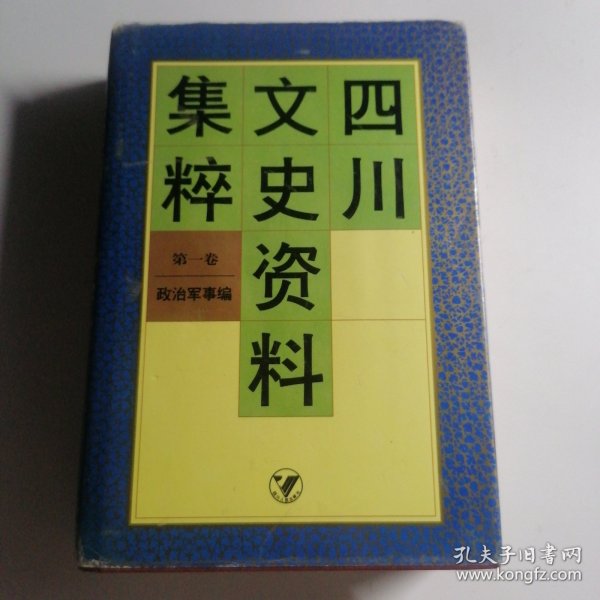 四川
文史资料
集粹
第一卷
政治军事编
孔夫子旧书网
www.kongfz.com